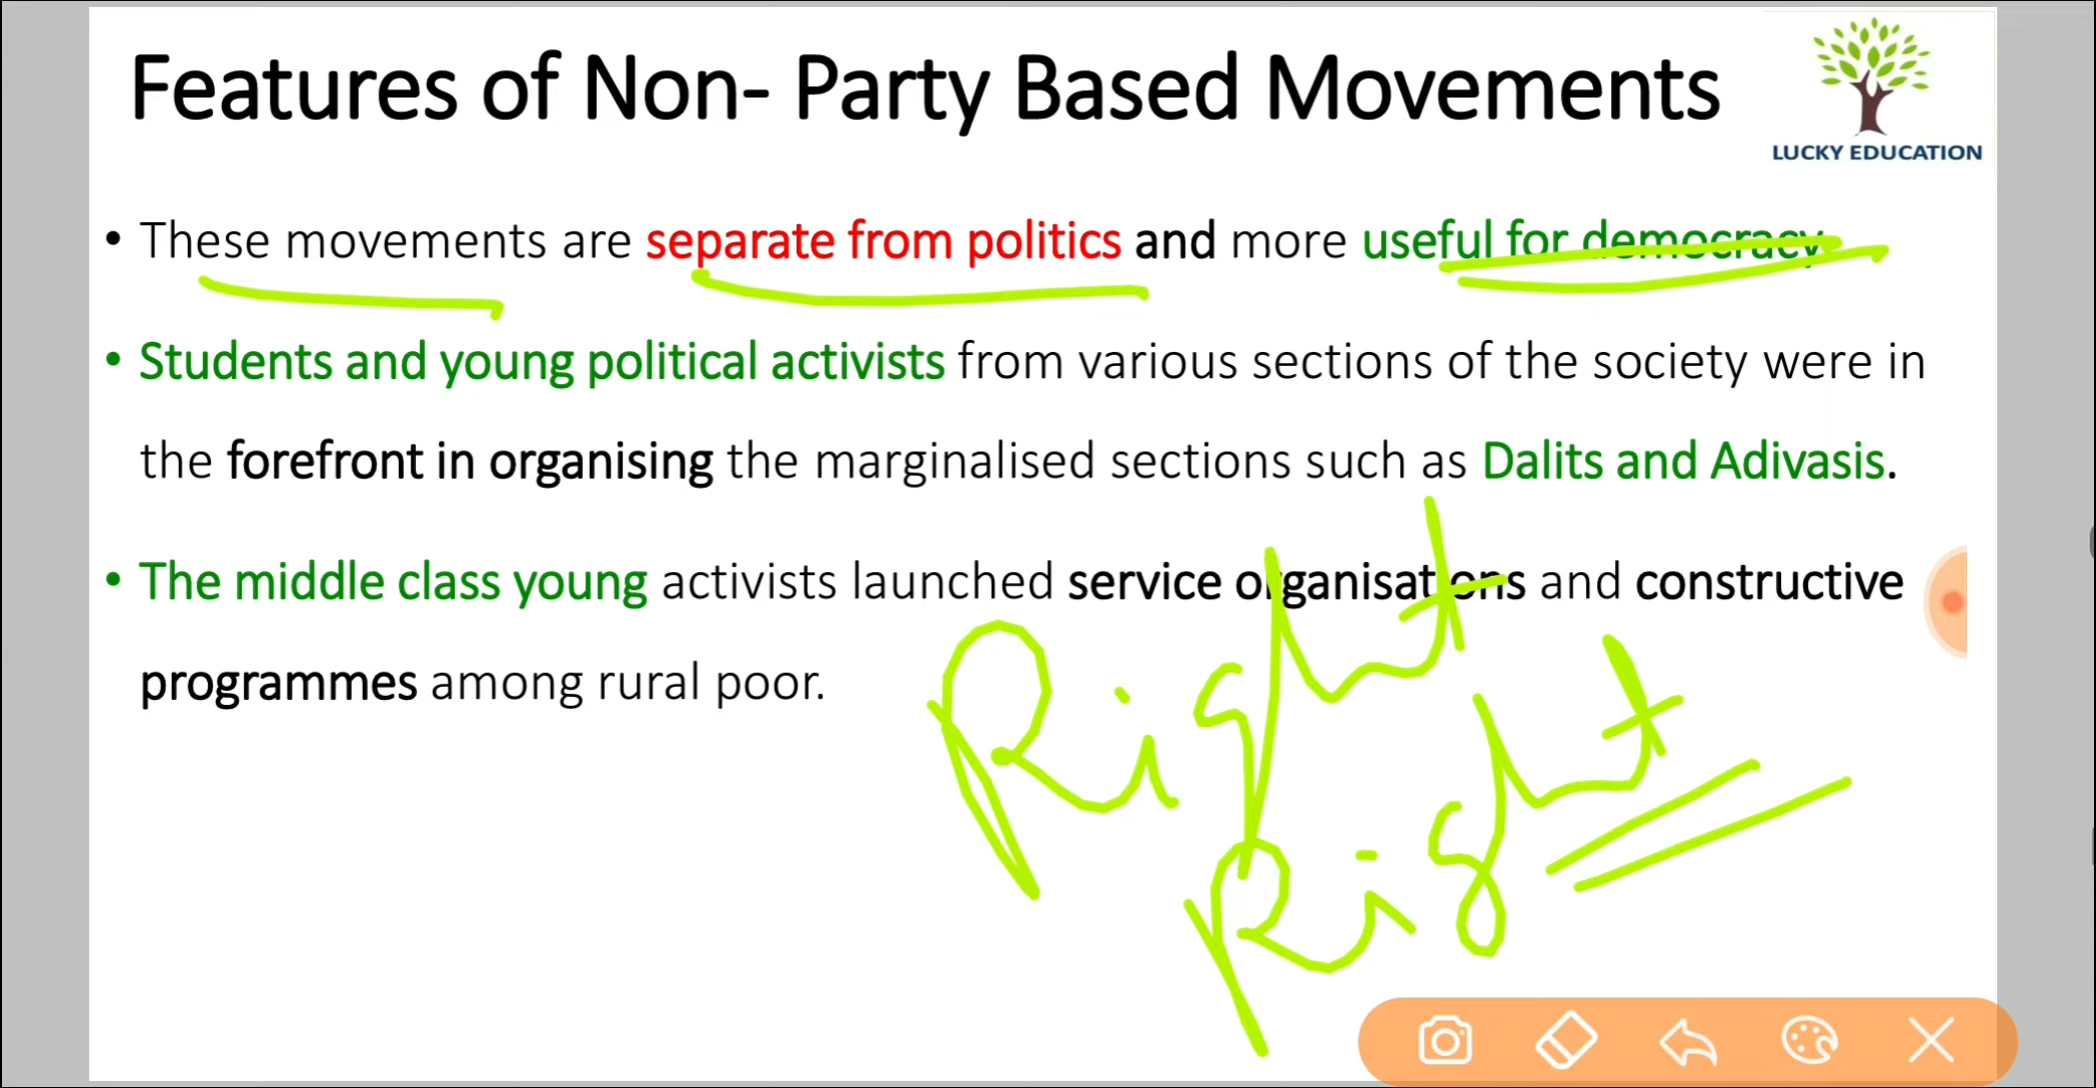 Features of Non- Party Based Movements
LUCKY EDUCATION
• These movements are separate from politics and more useful for democracy.
• Students and young political activists from various sections of the society were in
the forefront in organising the marginalised sections such as Dalits and Adivasis.
• The middle class young activists launched service organisations and constructive
programmes among rural poor.
Right
Right